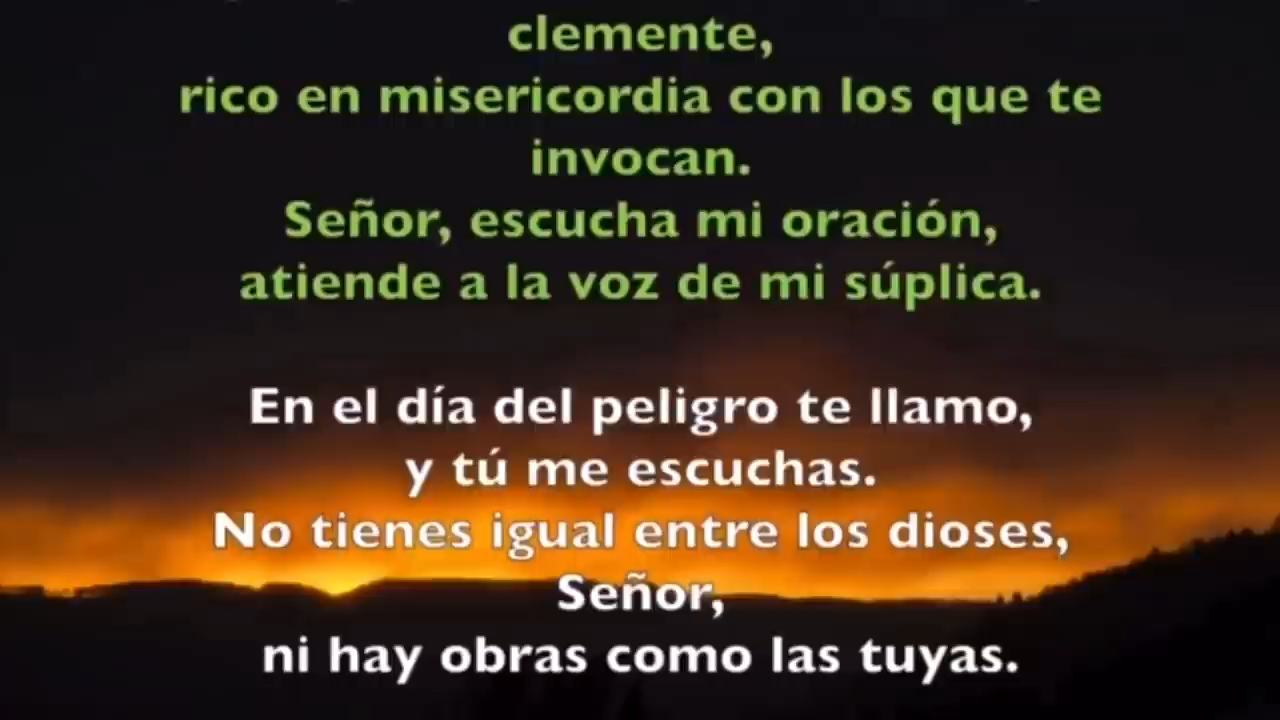 clemente,
rico en misericordia con los que te
invocan.
Señor, escucha mi oración,
atiende a la voz de mi súplica.
En el día del peligro te llamo,
y tú me escuchas.
No tienes igual entre los dioses,
Señor,
ni hay obras como las tuyas.